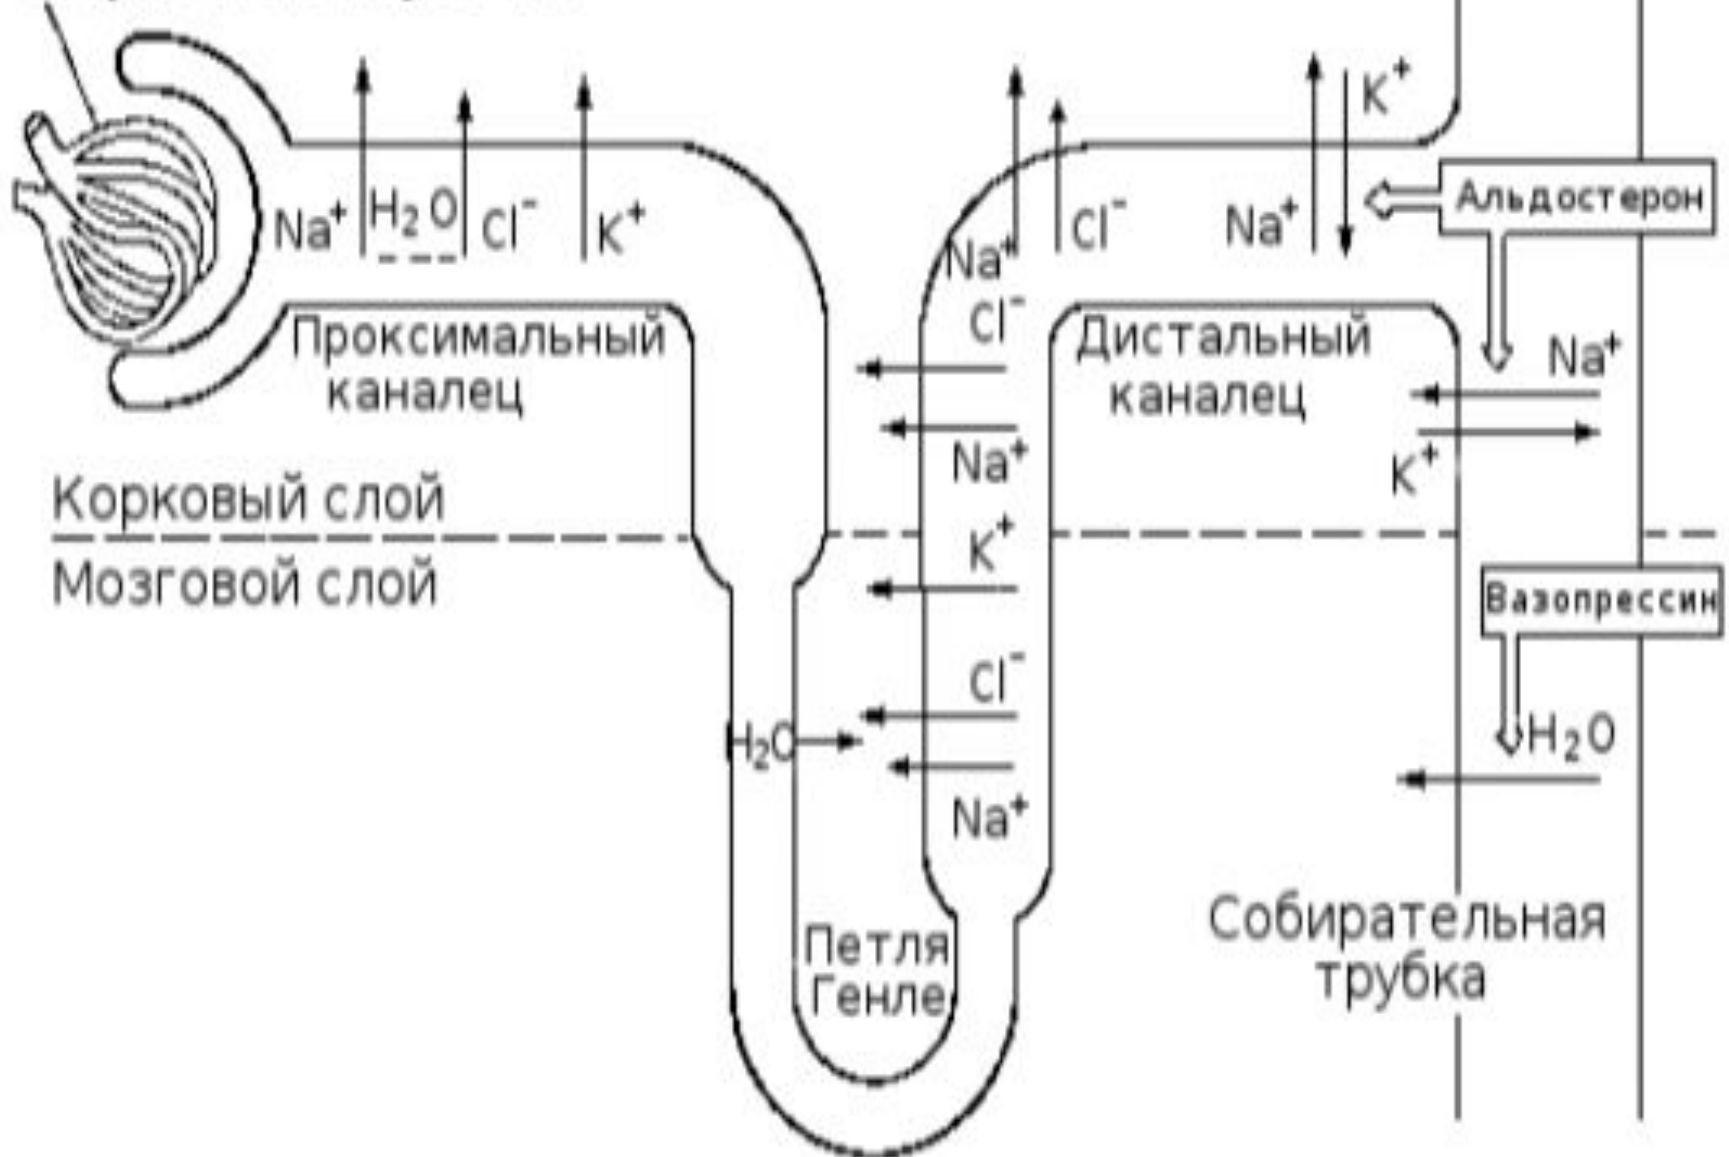 K⁺
Альдостерон
Na⁺
H₂O
Cl⁻
K⁺
Na⁺
Cl⁻
Na⁺
Cl⁻
Проксимальный
каналец
Дистальный
каналец
Na⁺
Na⁺
K⁺
Корковый слой
K⁺
Мозговой слой
Вазопрессин
Cl⁻
H₂O
H₂O
Na⁺
Петля
Генле
Собирательная
трубка